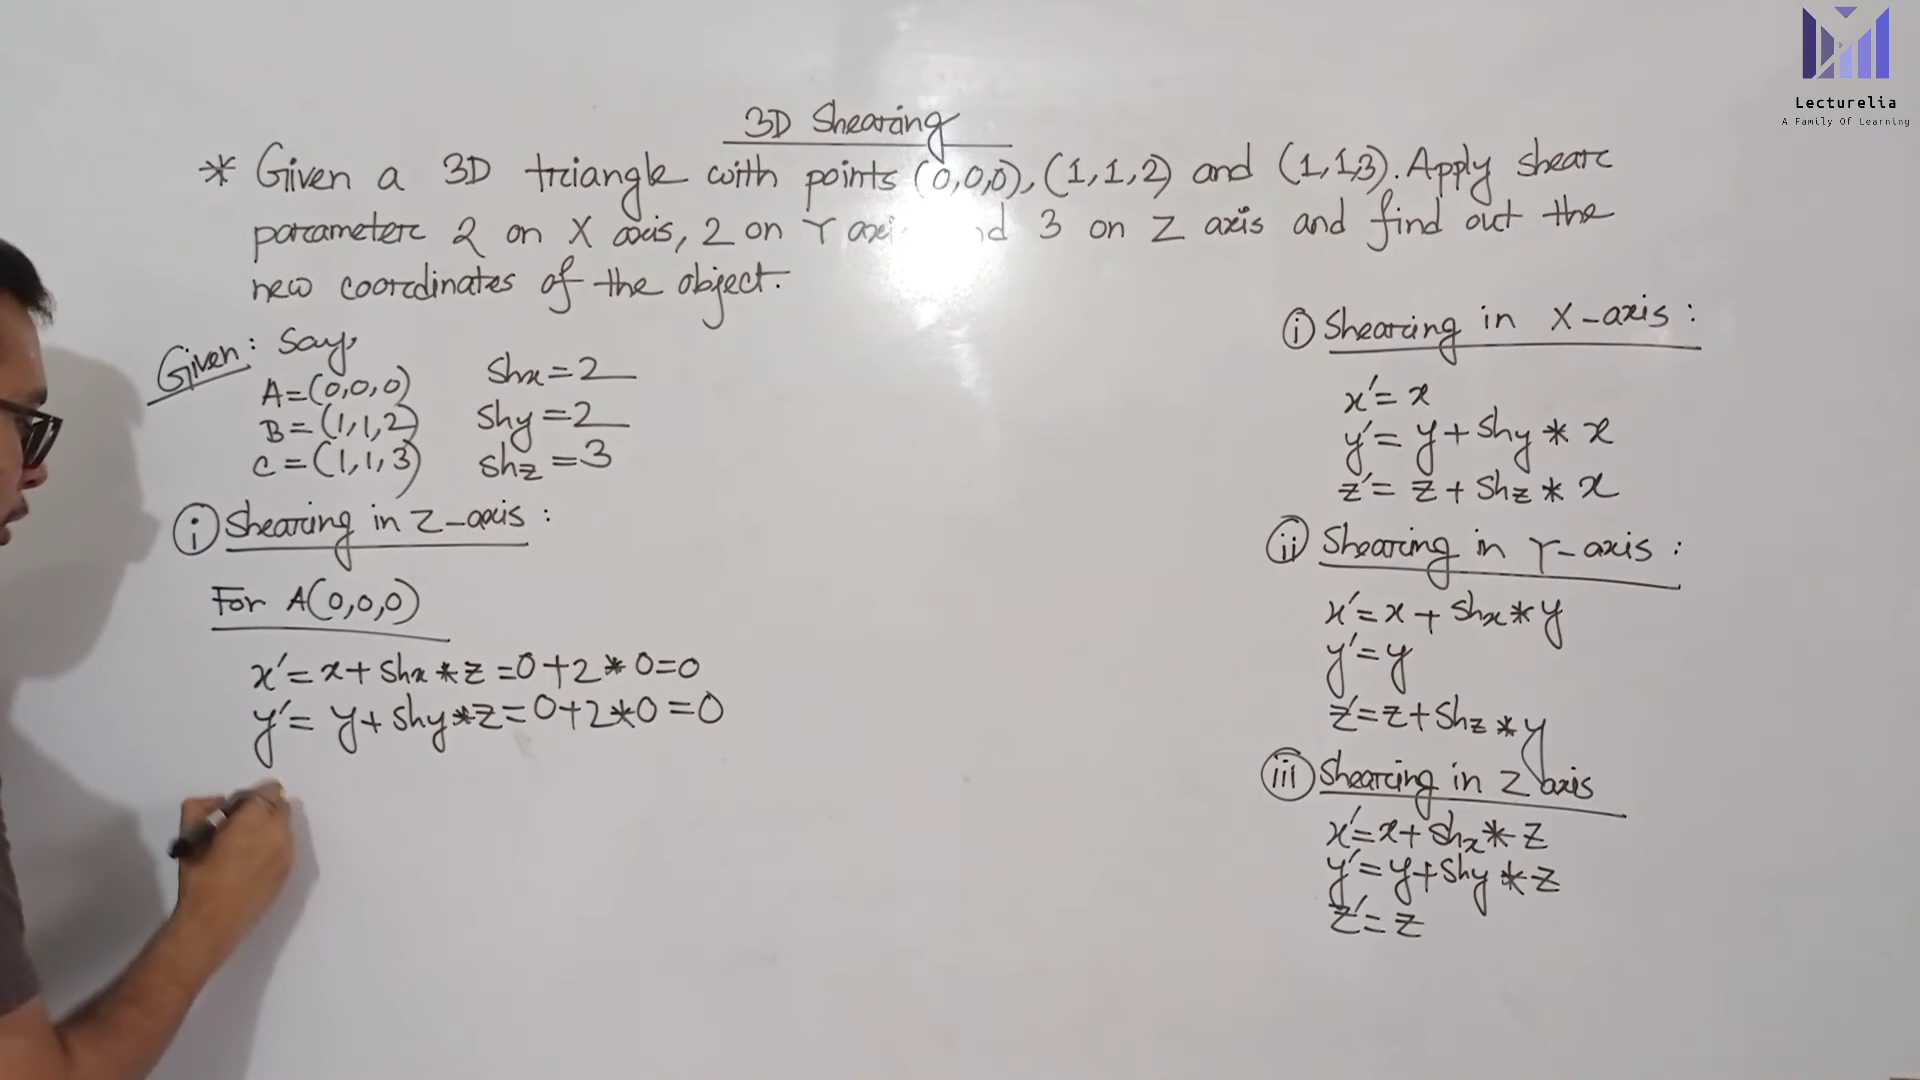 Lecturelia
A Family Of Learning
3D Shearing
* Given a 3D triangle with points (0,0,0), (1,1,2) and (1,1,3). Apply shear
parameter 2 on X axis, 2 on Y axi nd 3 on Z axis and find out the
new coordinates of the object.
Given: Say,
A=(0,0,0) Shx=2
B=(1,1,2) Shy=2
C=(1,1,3) Shz=3
(i) Shearing in Z-axis:
For A(0,0,0)
x'= x+ Shx*z =0+2*0=0
y'= y+ Shy*z=0+2*0=0
(i) Shearing in X-axis:
x'= x
y'= y+Shy*x
z'= z+Shz*x
(ii) Shearing in Y-axis:
x'=x+Shx*y
y'=y
z'=z+Shz*y
(iii) Shearing in Z axis
x'=x+Shx*z
y'=y+Shy*z
z'=z